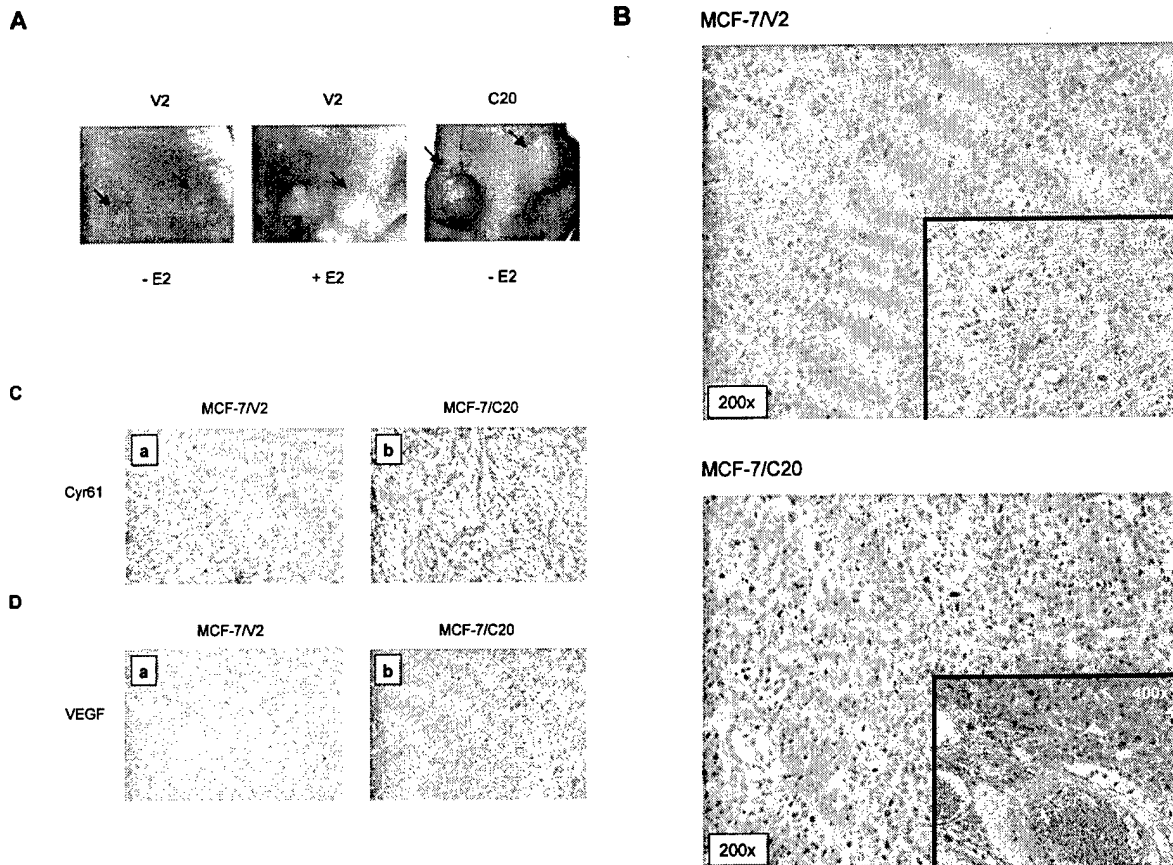 A
V2 V2 C20
- E2 + E2 - E2
B
MCF-7/V2
200x
MCF-7/C20
400x
200x
C
MCF-7/V2 MCF-7/C20
a b
Cyr61
D
MCF-7/V2 MCF-7/C20
a b
VEGF